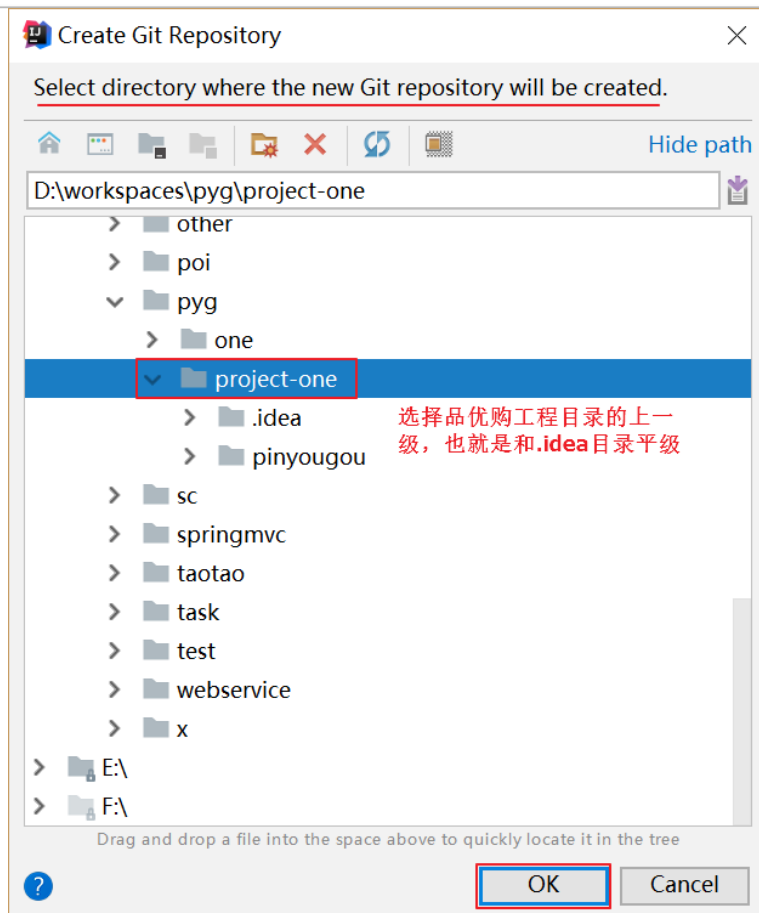 Create Git Repository
Select directory where the new Git repository will be created.
Hide path
D:\workspaces\pyg\project-one
other
poi
pyg
one
project-one
.idea
选择品优购工程目录的上一
级，也就是和.idea目录平级
pinyougou
sc
springmvc
taotao
task
test
webservice
x
E:\
F:\
Drag and drop a file into the space above to quickly locate it in the tree
?
OK
Cancel